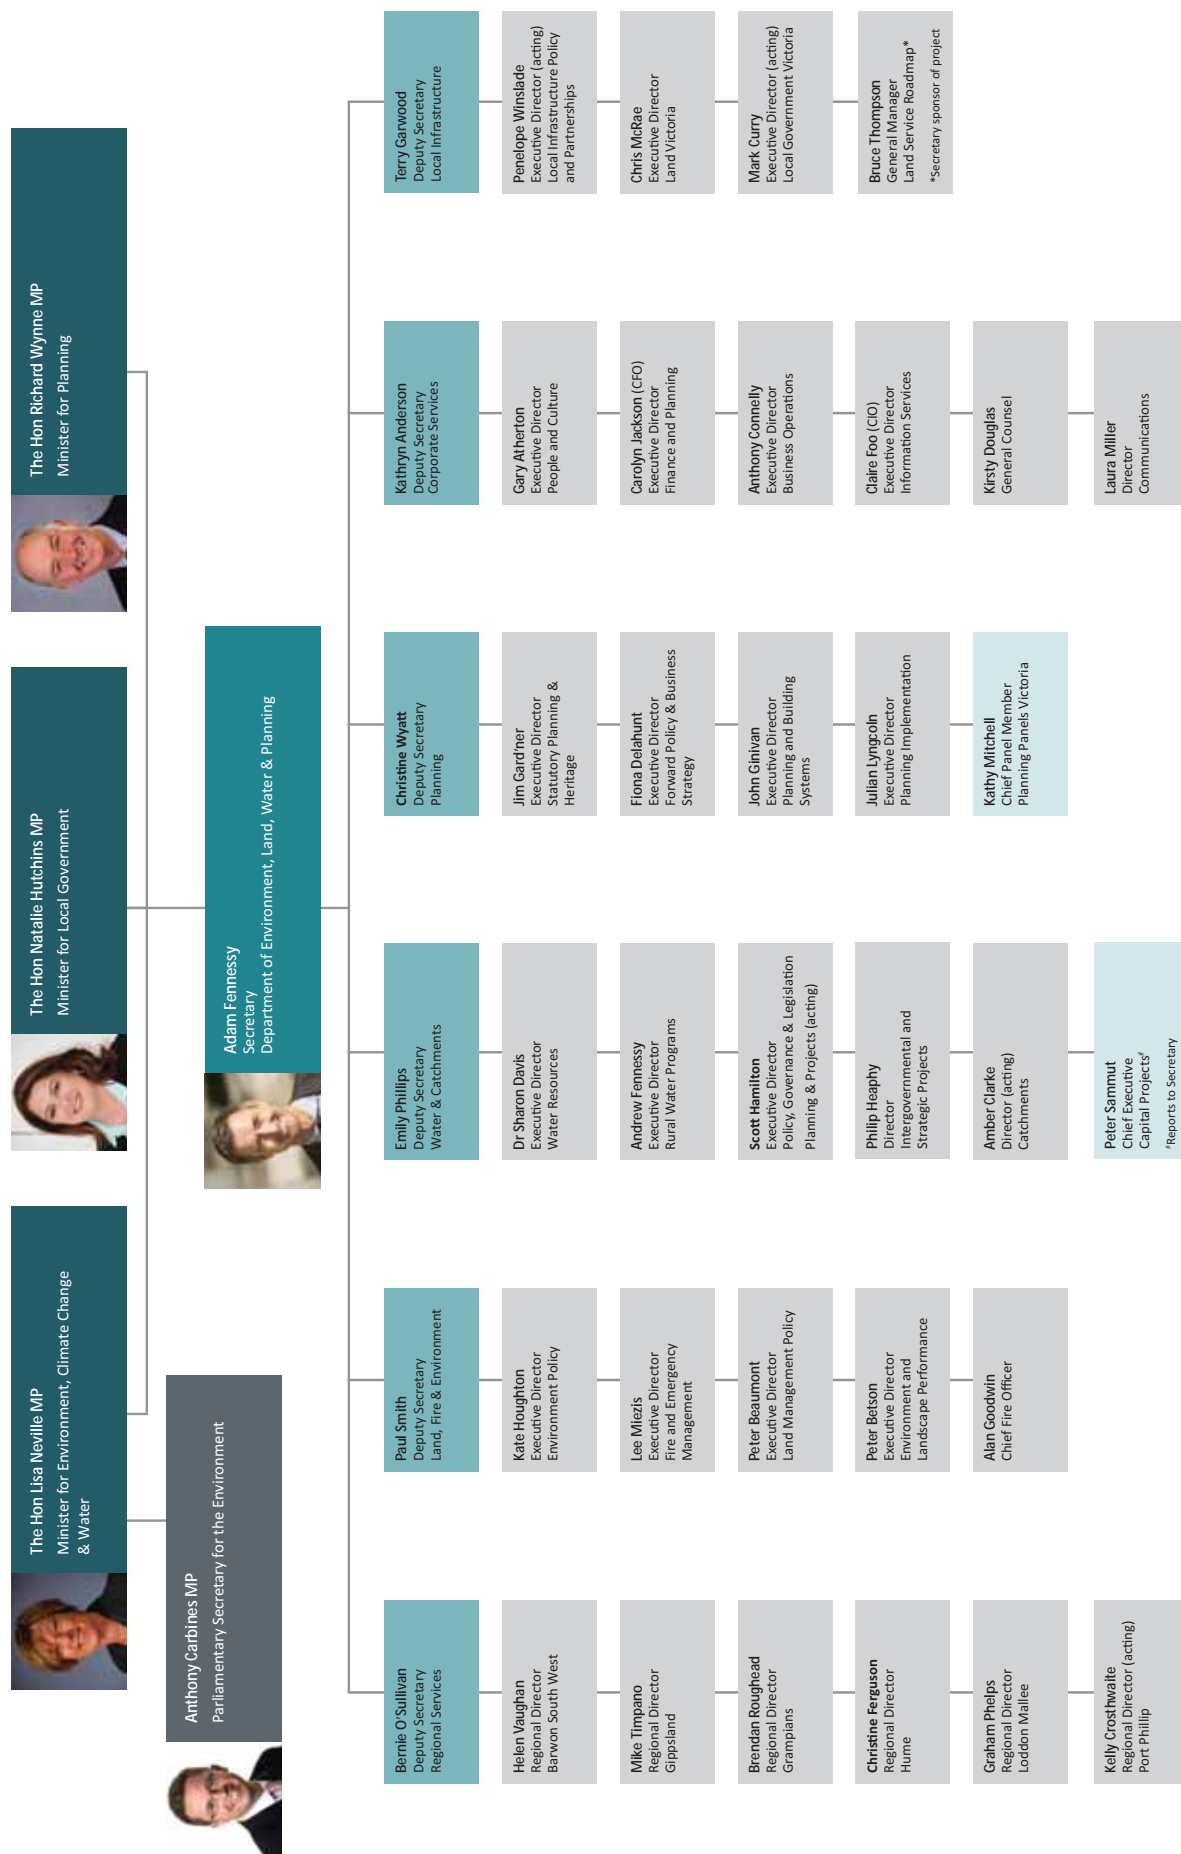 The Hon Lisa Neville MP
Minister for Environment, Climate Change
& Water
The Hon Natalie Hutchins MP
Minister for Local Government
The Hon Richard Wynne MP
Minister for Planning
Anthony Carbines MP
Parliamentary Secretary for the Environment
Adam Fennessy
Secretary
Department of Environment, Land, Water & Planning
Bernie O'Sullivan
Deputy Secretary
Regional Services
Helen Vaughan
Regional Director
Barwon South West
Mike Timpano
Regional Director
Gippsland
Brendan Roughead
Regional Director
Grampians
Christine Ferguson
Regional Director
Hume
Graham Phelps
Regional Director
Loddon Mallee
Kelly Crosthwaite
Regional Director (acting)
Port Phillip
Paul Smith
Deputy Secretary
Land, Fire & Environment
Kate Houghton
Executive Director
Environment Policy
Lee Miezis
Executive Director
Fire and Emergency
Management
Peter Beaumont
Executive Director
Land Management Policy
Peter Betson
Executive Director
Environment and
Landscape Performance
Alan Goodwin
Chief Fire Officer
Emily Phillips
Deputy Secretary
Water & Catchments
Dr Sharon Davis
Executive Director
Water Resources
Andrew Fennessy
Executive Director
Rural Water Programs
Scott Hamilton
Executive Director
Policy, Governance & Legislation
Planning & Projects (acting)
Philip Heaphy
Director
Intergovernmental and
Strategic Projects
Amber Clarke
Director (acting)
Catchments
Peter Sammut
Chief Executive
Capital Projects#
#Reports to Secretary
Christine Wyatt
Deputy Secretary
Planning
Jim Gard'ner
Executive Director
Statutory Planning &
Heritage
Fiona Delahunt
Executive Director
Forward Policy & Business
Strategy
John Ginivan
Executive Director
Planning and Building
Systems
Julian Lyngcoln
Executive Director
Planning Implementation
Kathy Mitchell
Chief Panel Member
Planning Panels Victoria
Kathryn Anderson
Deputy Secretary
Corporate Services
Gary Atherton
Executive Director
People and Culture
Carolyn Jackson (CFO)
Executive Director
Finance and Planning
Anthony Connelly
Executive Director
Business Operations
Claire Foo (CIO)
Executive Director
Information Services
Kirsty Douglas
General Counsel
Laura Miller
Director
Communications
Terry Garwood
Deputy Secretary
Local Infrastructure
Penelope Winslade
Executive Director (acting)
Local Infrastructure Policy
and Partnerships
Chris McRae
Executive Director
Land Victoria
Mark Curry
Executive Director (acting)
Local Government Victoria
Bruce Thompson
General Manager
Land Service Roadmap*
*Secretary sponsor of project